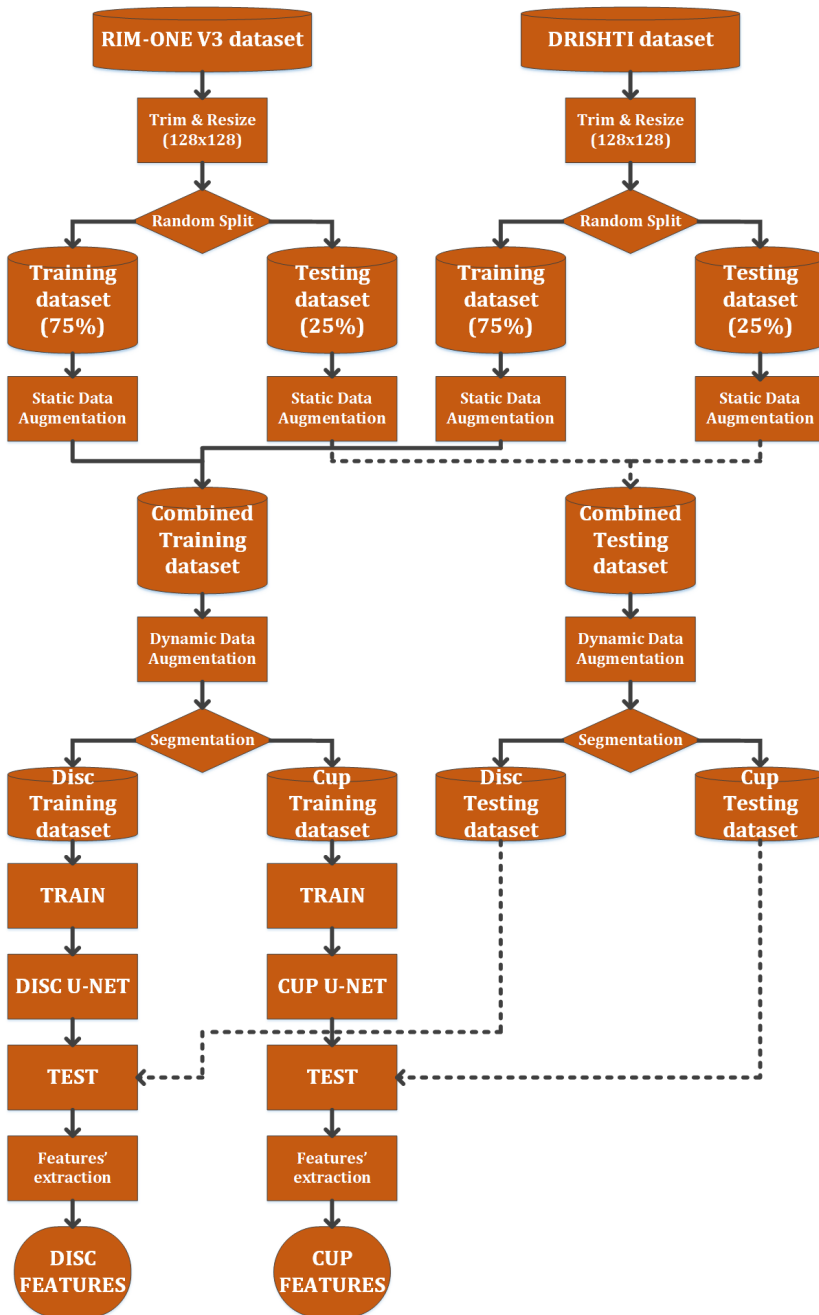 RIM-ONE V3 dataset
DRISHTI dataset
Trim & Resize
(128x128)
Trim & Resize
(128x128)
Random Split
Random Split
Training
dataset
(75%)
Testing
dataset
(25%)
Training
dataset
(75%)
Testing
dataset
(25%)
Static Data
Augmentation
Static Data
Augmentation
Static Data
Augmentation
Static Data
Augmentation
Combined
Training
dataset
Combined
Testing
dataset
Dynamic Data
Augmentation
Dynamic Data
Augmentation
Segmentation
Segmentation
Disc
Training
dataset
Cup
Training
dataset
Disc
Testing
dataset
Cup
Testing
dataset
TRAIN
TRAIN
DISC U-NET
CUP U-NET
TEST
TEST
Features'
extraction
Features'
extraction
DISC
FEATURES
CUP
FEATURES